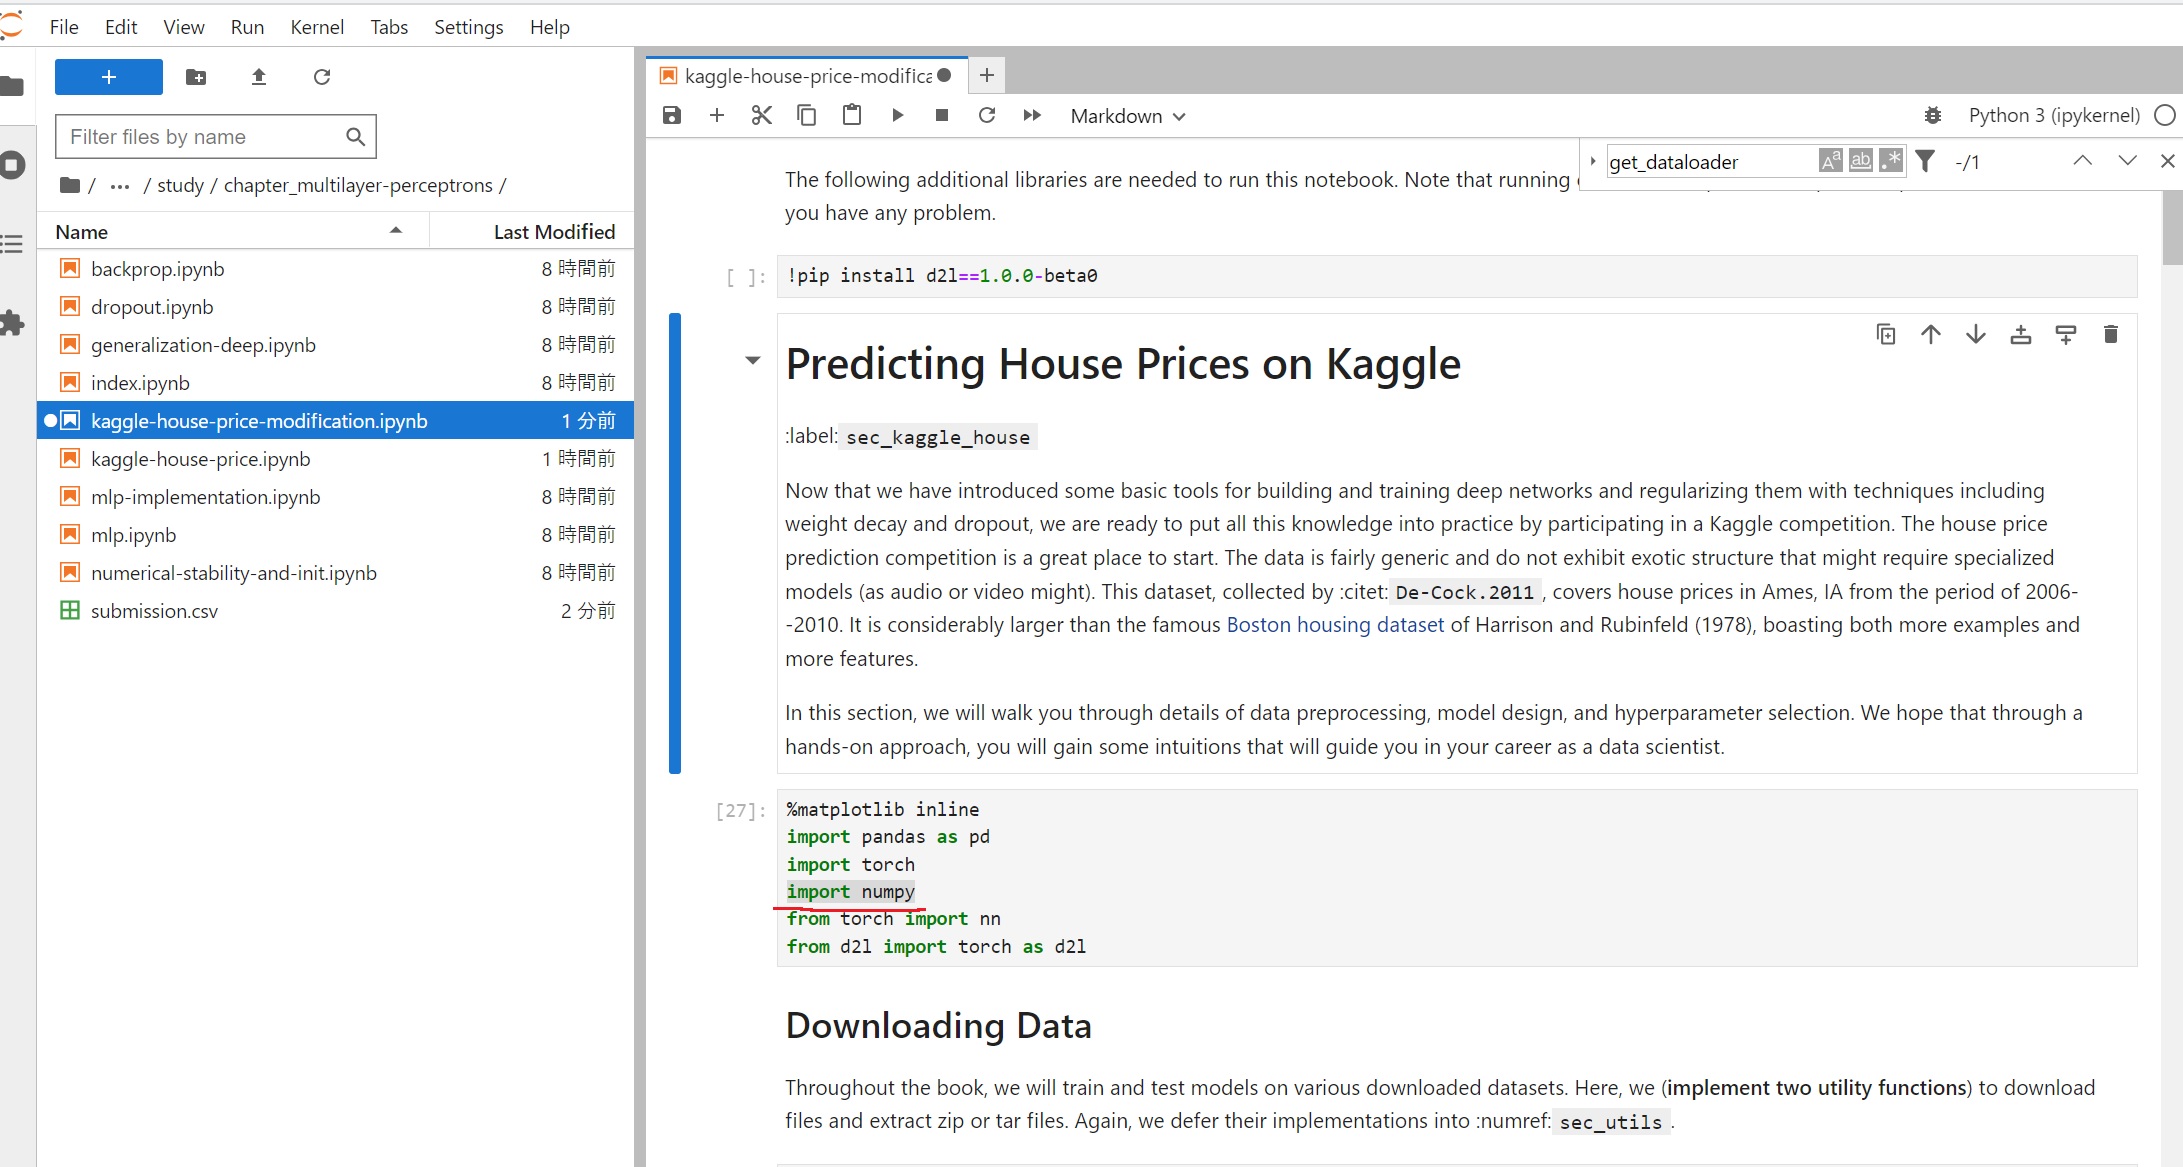 File Edit View Run Kernel Tabs Settings Help
Filter files by name
/ ... / study / chapter_multilayer-perceptrons /
Name Last Modified
backprop.ipynb 8 時間前
dropout.ipynb 8 時間前
generalization-deep.ipynb 8 時間前
index.ipynb 8 時間前
kaggle-house-price-modification.ipynb 1 分前
kaggle-house-price.ipynb 1 時間前
mlp-implementation.ipynb 8 時間前
mlp.ipynb 8 時間前
numerical-stability-and-init.ipynb 8 時間前
submission.csv 2 分前
kaggle-house-price-modifica
Markdown
Python 3 (ipykernel)
get_dataloader Aa ab .* -/1
The following additional libraries are needed to run this notebook. Note that running
you have any problem.
[ ]: !pip install d2l==1.0.0-beta0
Predicting House Prices on Kaggle
:label: sec_kaggle_house
Now that we have introduced some basic tools for building and training deep networks and regularizing them with techniques including
weight decay and dropout, we are ready to put all this knowledge into practice by participating in a Kaggle competition. The house price
prediction competition is a great place to start. The data is fairly generic and do not exhibit exotic structure that might require specialized
models (as audio or video might). This dataset, collected by :citet: De-Cock.2011 , covers house prices in Ames, IA from the period of 2006-
-2010. It is considerably larger than the famous Boston housing dataset of Harrison and Rubinfeld (1978), boasting both more examples and
more features.
In this section, we will walk you through details of data preprocessing, model design, and hyperparameter selection. We hope that through a
hands-on approach, you will gain some intuitions that will guide you in your career as a data scientist.
[27]: %matplotlib inline
import pandas as pd
import torch
import numpy
from torch import nn
from d2l import torch as d2l
Downloading Data
Throughout the book, we will train and test models on various downloaded datasets. Here, we (implement two utility functions) to download
files and extract zip or tar files. Again, we defer their implementations into :numref: sec_utils .